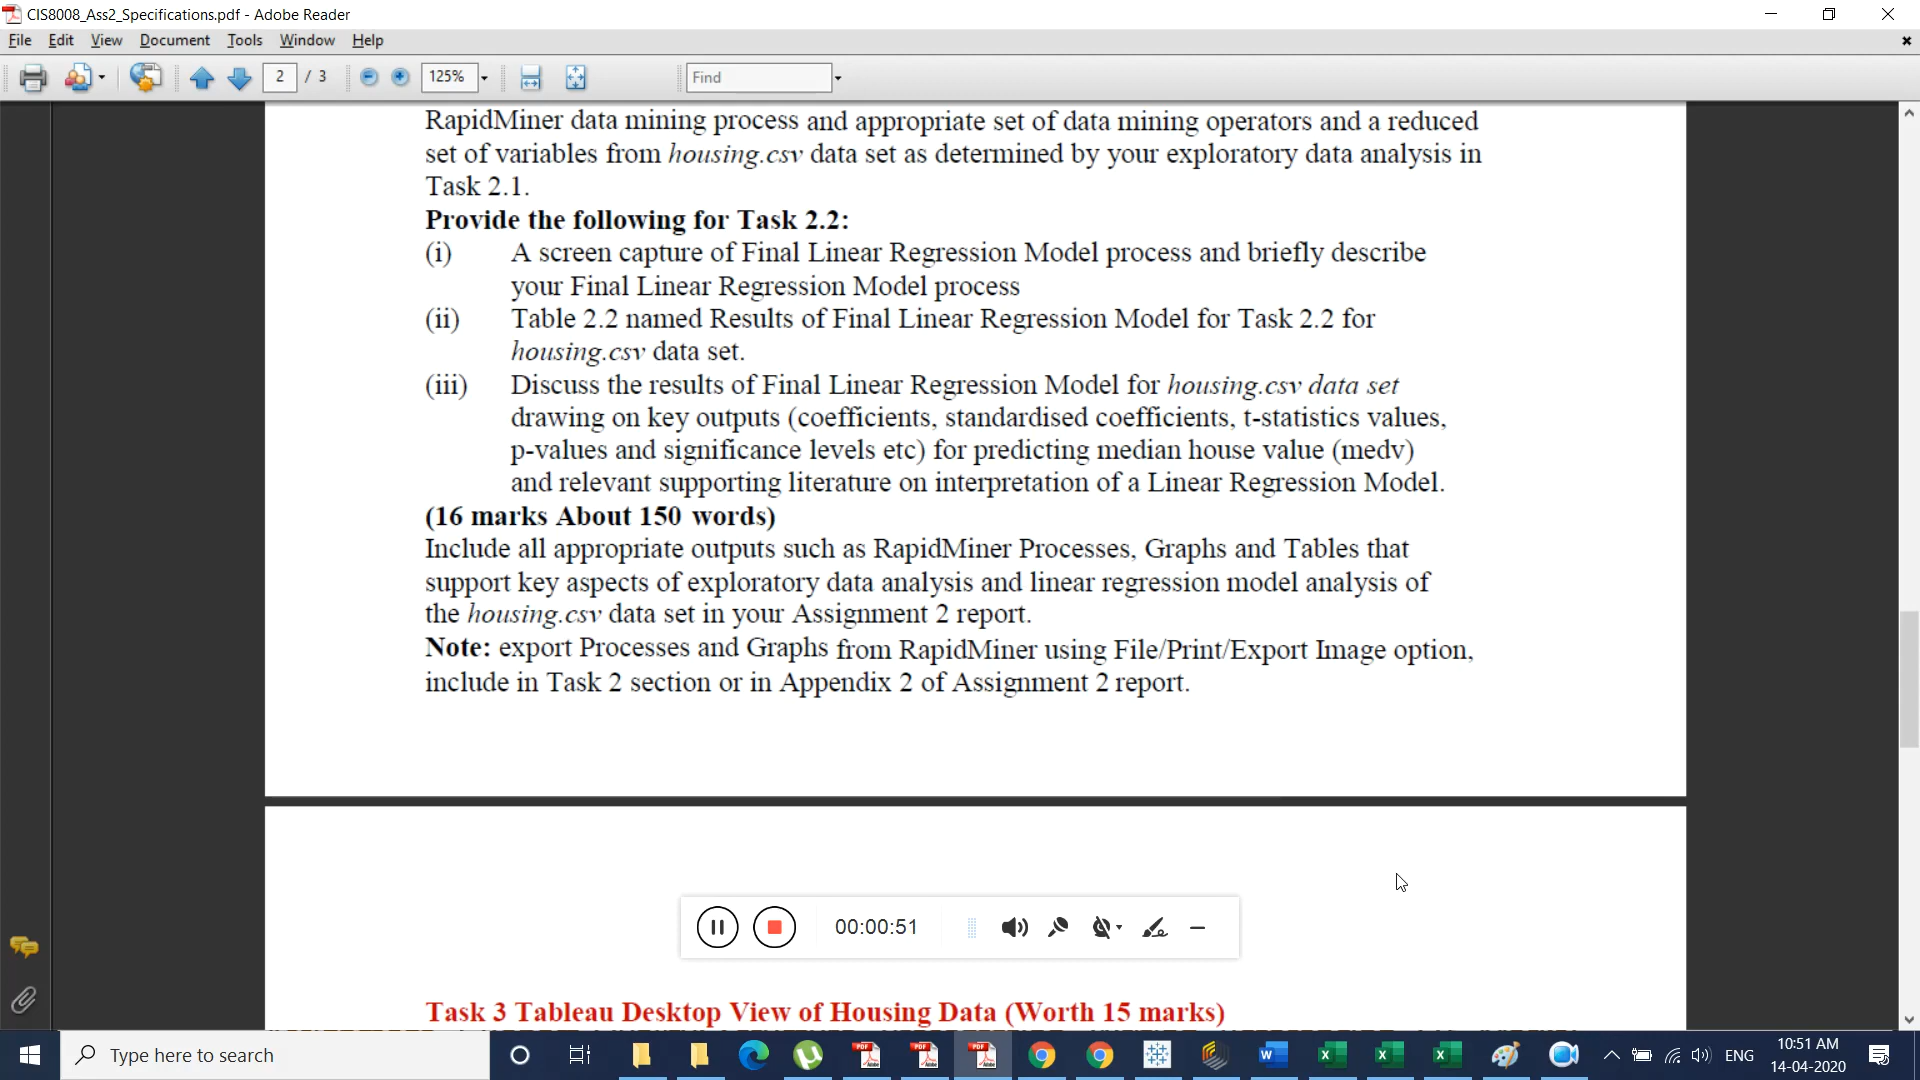 CIS8008_Ass2_Specifications.pdf - Adobe Reader
File Edit View Document Tools Window Help
2 / 3 125% Find
RapidMiner data mining process and appropriate set of data mining operators and a reduced
set of variables from housing.csv data set as determined by your exploratory data analysis in
Task 2.1.
Provide the following for Task 2.2:
(i) A screen capture of Final Linear Regression Model process and briefly describe
your Final Linear Regression Model process
(ii) Table 2.2 named Results of Final Linear Regression Model for Task 2.2 for
housing.csv data set.
(iii) Discuss the results of Final Linear Regression Model for housing.csv data set
drawing on key outputs (coefficients, standardised coefficients, t-statistics values,
p-values and significance levels etc) for predicting median house value (medv)
and relevant supporting literature on interpretation of a Linear Regression Model.
(16 marks About 150 words)
Include all appropriate outputs such as RapidMiner Processes, Graphs and Tables that
support key aspects of exploratory data analysis and linear regression model analysis of
the housing.csv data set in your Assignment 2 report.
Note: export Processes and Graphs from RapidMiner using File/Print/Export Image option,
include in Task 2 section or in Appendix 2 of Assignment 2 report.
00:00:51
Task 3 Tableau Desktop View of Housing Data (Worth 15 marks)
Type here to search
ENG
10:51 AM
14-04-2020